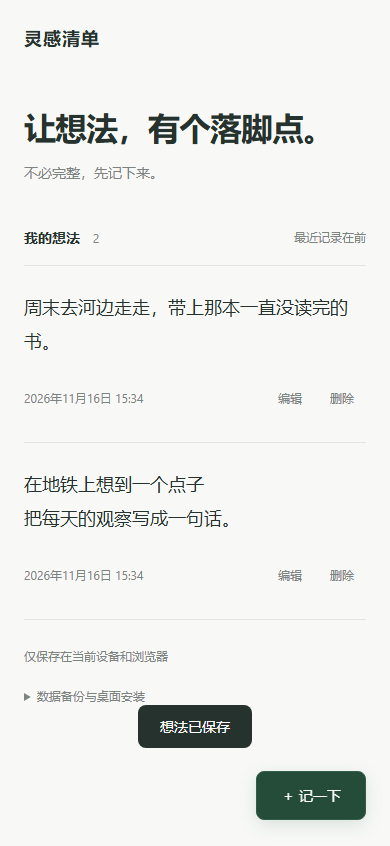 灵感清单
让想法，有个落脚点。
不必完整，先记下来。
我的想法 2
最近记录在前
周末去河边走走，带上那本一直没读完的
书。
2026年11月16日 15:34
编辑
删除
在地铁上想到一个点子
把每天的观察写成一句话。
2026年11月16日 15:34
编辑
删除
仅保存在当前设备和浏览器
▶ 数据备份与桌面安装
想法已保存
+ 记一下